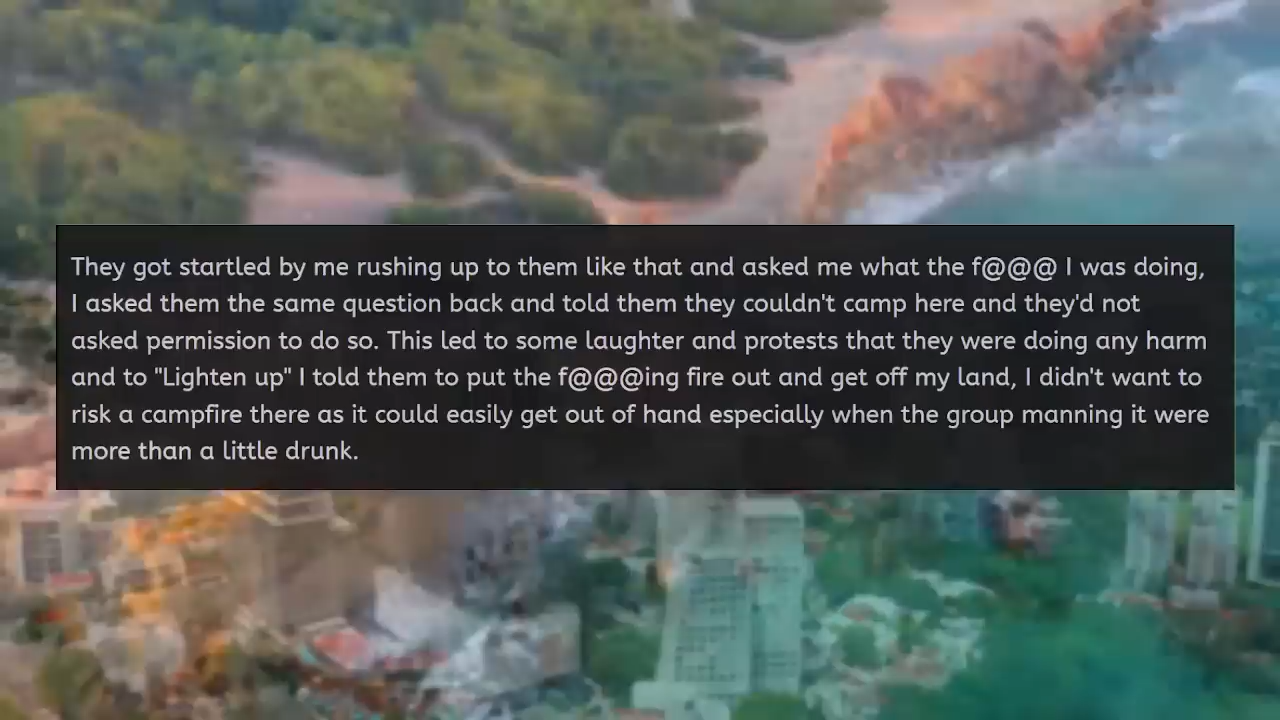 They got startled by me rushing up to them like that and asked me what the f@@@ I was doing,
I asked them the same question back and told them they couldn't camp here and they'd not
asked permission to do so. This led to some laughter and protests that they were doing any harm
and to "Lighten up" I told them to put the f@@@ing fire out and get off my land, I didn't want to
risk a campfire there as it could easily get out of hand especially when the group manning it were
more than a little drunk.